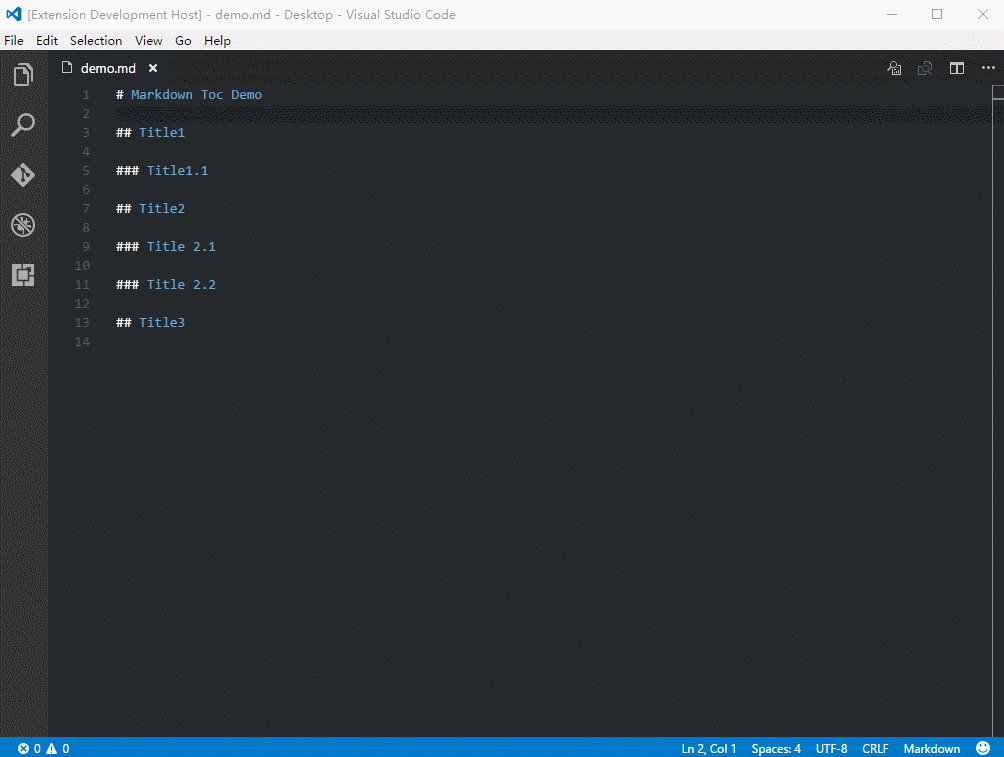 [Extension Development Host] - demo.md - Desktop - Visual Studio Code
File Edit Selection View Go Help
demo.md
1 # Markdown Toc Demo
2
3 ## Title1
4
5 ### Title1.1
6
7 ## Title2
8
9 ### Title 2.1
10
11 ### Title 2.2
12
13 ## Title3
14
0 0 Ln 2, Col 1 Spaces: 4 UTF-8 CRLF Markdown